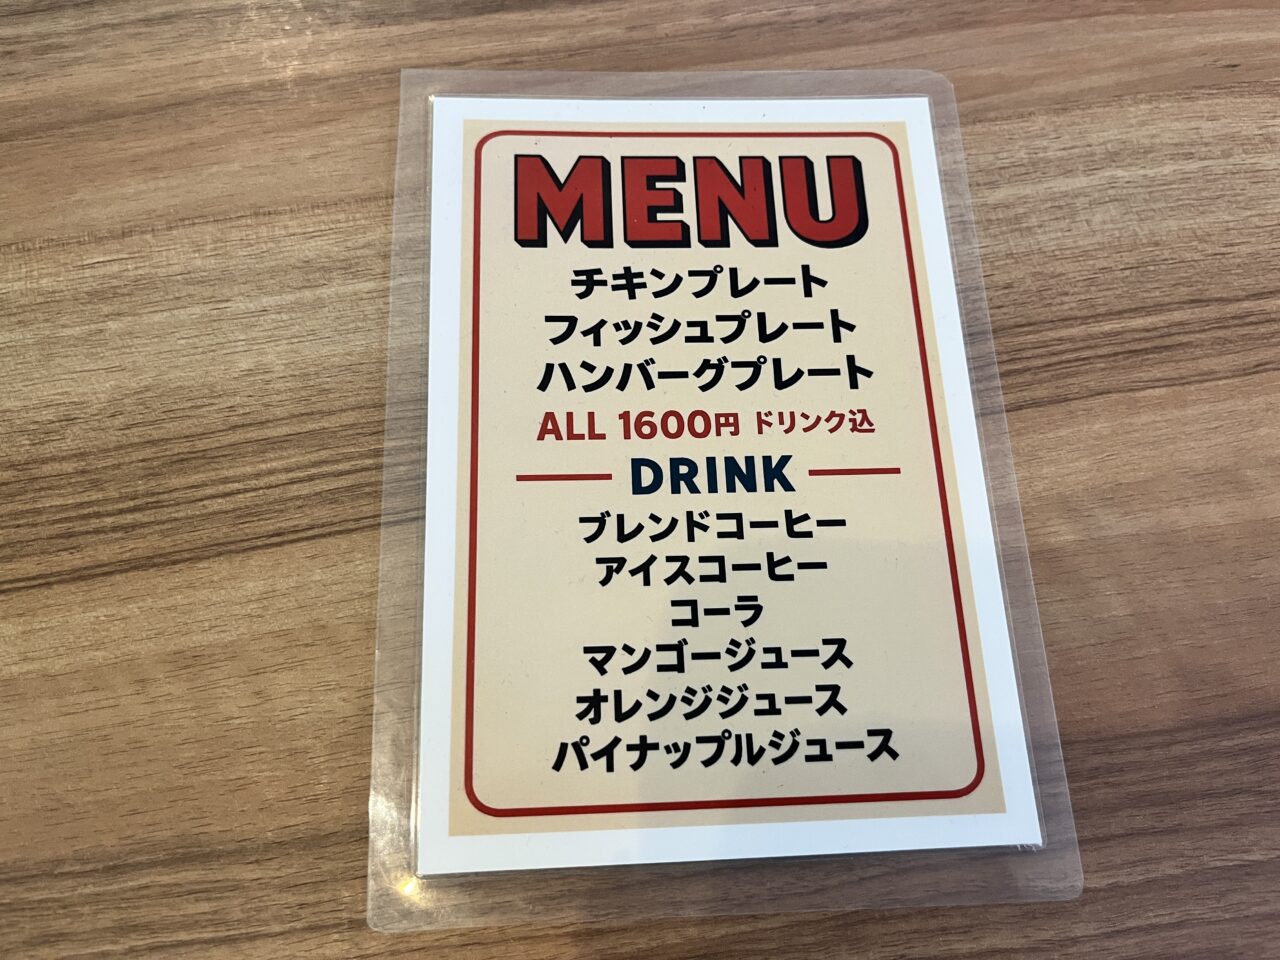 MENU
チキンプレート
フィッシュプレート
ハンバーグプレート
ALL 1600円 ドリンク込
DRINK
ブレンドコーヒー
アイスコーヒー
コーラ
マンゴージュース
オレンジジュース
パイナップルジュース